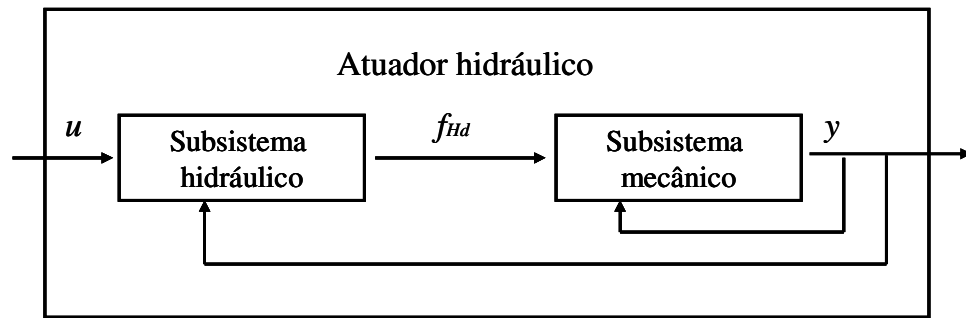 Atuador hidráulico
u
Subsistema
hidráulico
fHd
Subsistema
mecânico
y